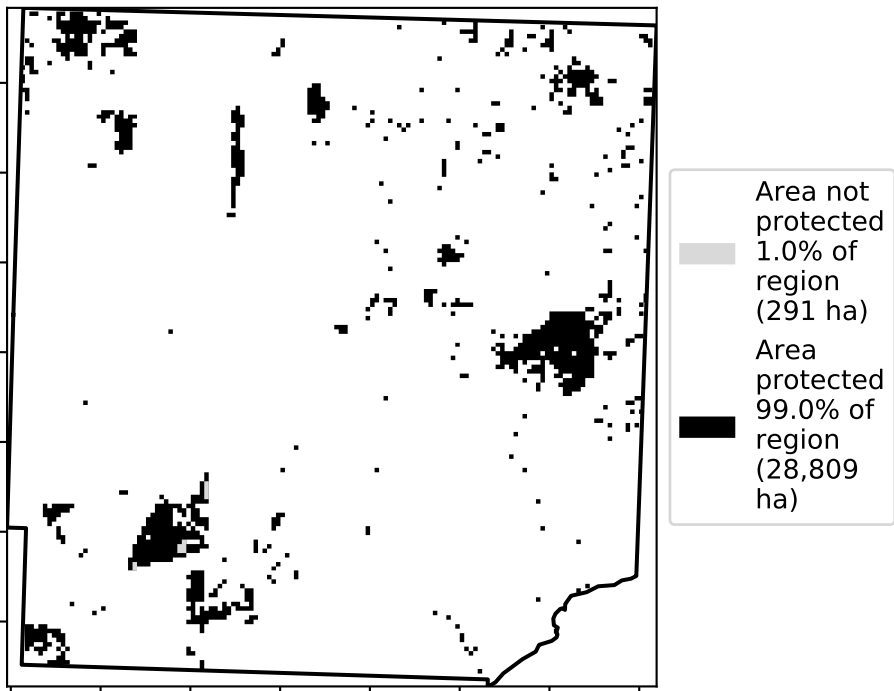 Area not
protected
1.0% of
region
(291 ha)
Area
protected
99.0% of
region
(28,809
ha)